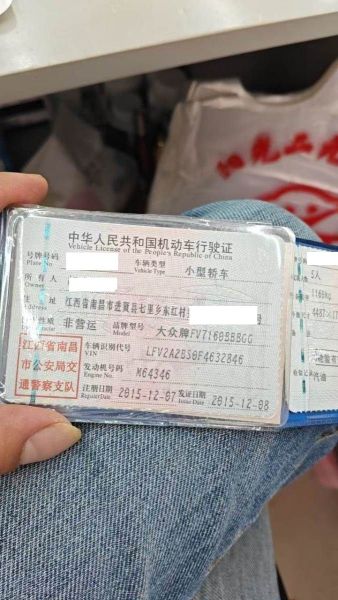 中华人民共和国机动车行驶证
Vehicle License of the People's Republic of China
号牌号码
Plate No.
车辆类型
Vehicle Type
小型轿车
所有人
Owner
住址
江西省南昌市进贤县七里乡东红村
号
使用性质
非营运
品牌型号
Model
大众牌FV7160BBBGG
江西省南昌
市公安局交
通警察支队
车辆识别代号
VIN
LFV2A2BS0F4632846
发动机号码
Engine No.
M64346
注册日期
Register Date
2015-12-07
发证日期
Issue Date
2015-12-08
5人
汽油